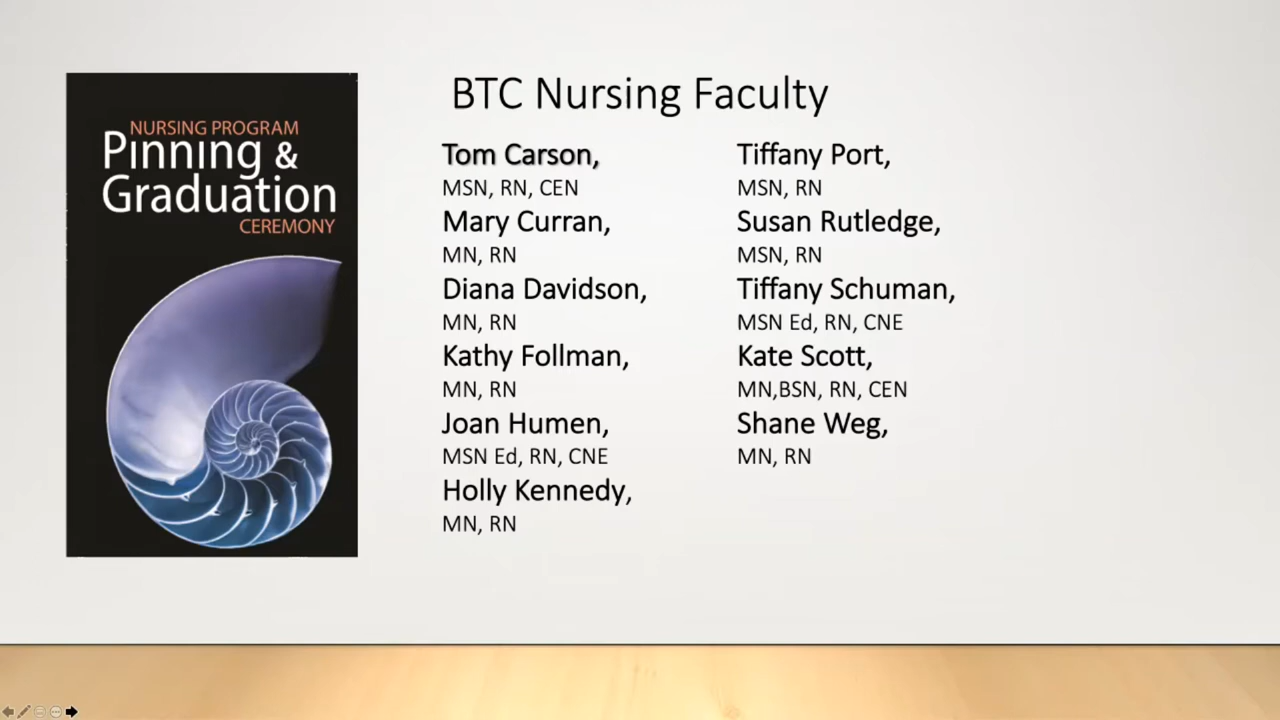 NURSING PROGRAM
Pinning &
Graduation
CEREMONY
BTC Nursing Faculty
Tom Carson,
MSN, RN, CEN
Mary Curran,
MN, RN
Diana Davidson,
MN, RN
Kathy Follman,
MN, RN
Joan Humen,
MSN Ed, RN, CNE
Holly Kennedy,
MN, RN
Tiffany Port,
MSN, RN
Susan Rutledge,
MSN, RN
Tiffany Schuman,
MSN Ed, RN, CNE
Kate Scott,
MN,BSN, RN, CEN
Shane Weg,
MN, RN